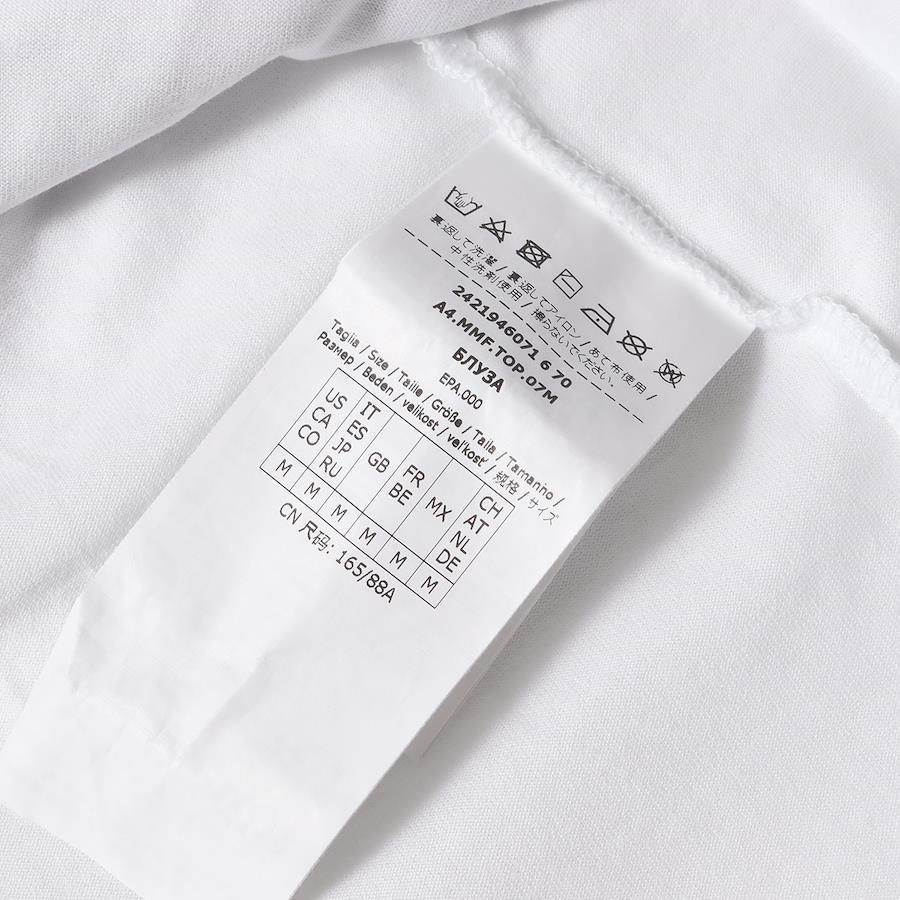 裏返して洗濯 / 裏返してアイロン / あて布使用 /
中性洗剤使用 / 擦らないでください。
2421946071 6 70
A4.MMF.TOP.07M
БЛУЗА
EPA.000
Taglia / Size / Taille / Größe / Talla / Tamanho /
Размер / Beden / velikost / veľkosť / 规格 / サイズ
US CA CO
IT ES JP RU
GB
FR BE
MX
CH AT NL DE
M M M M M M
CN 尺码: 165/88A